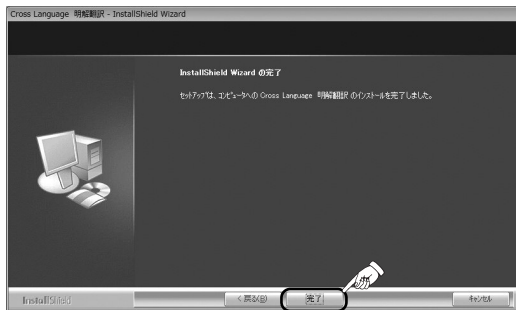 Cross Language 明解翻訳 - InstallShield Wizard
InstallShield Wizard の完了
セットアップは、コンピュータへの Cross Language 明解翻訳 のインストールを完了しました。
InstallShield
< 戻る(B)
完了
キャンセル